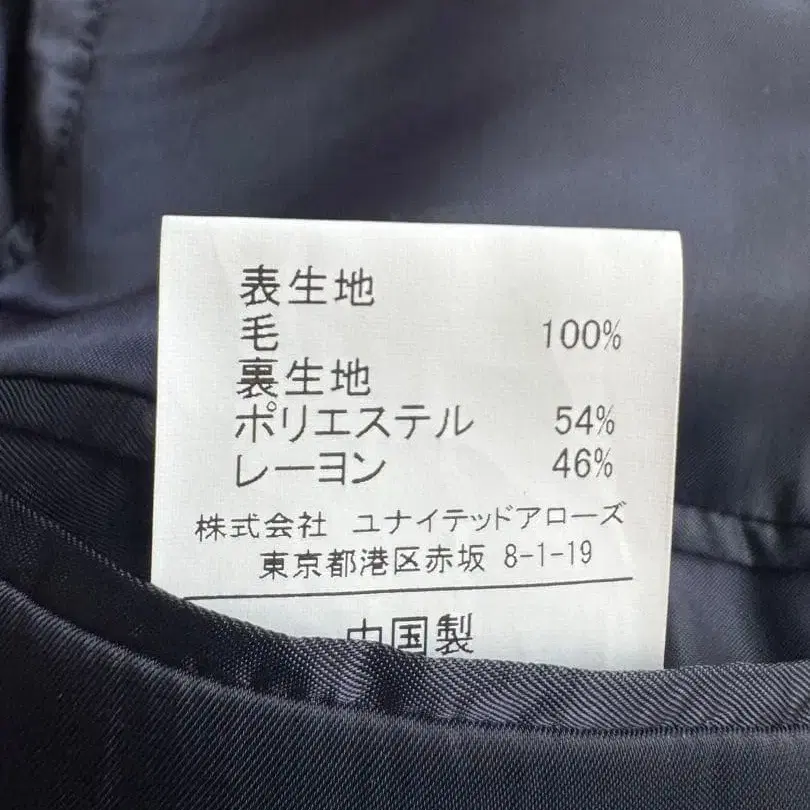 表生地
毛 100%
裏生地
ポリエステル 54%
レーヨン 46%
株式会社 ユナイテッドアローズ
東京都港区赤坂 8-1-19
中国製